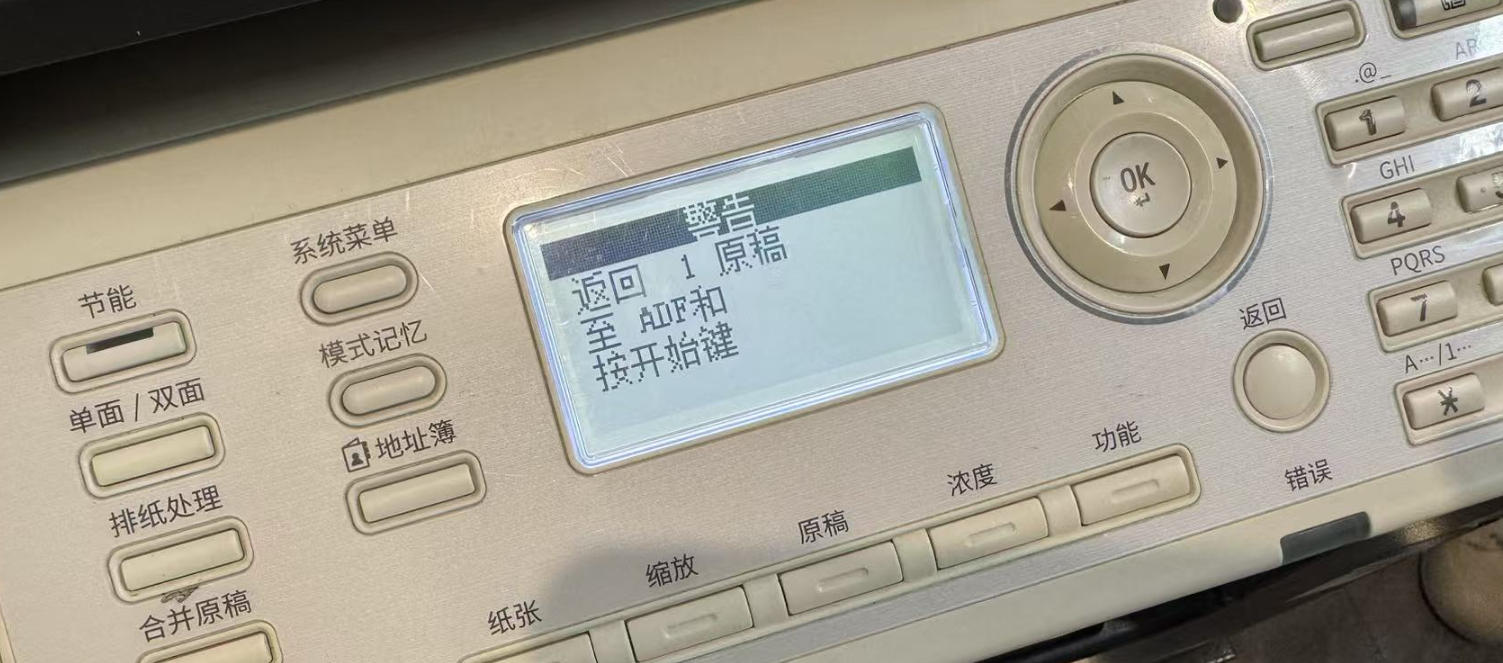 警告
返回 1 原稿
至 ADF和
按开始键
节能
单面 / 双面
排纸处理
合并原稿
系统菜单
模式记忆
地址簿
纸张
缩放
原稿
浓度
功能
OK
返回
错误
.@_
1
2
GHI
4
PQRS
7
A···/1···
*